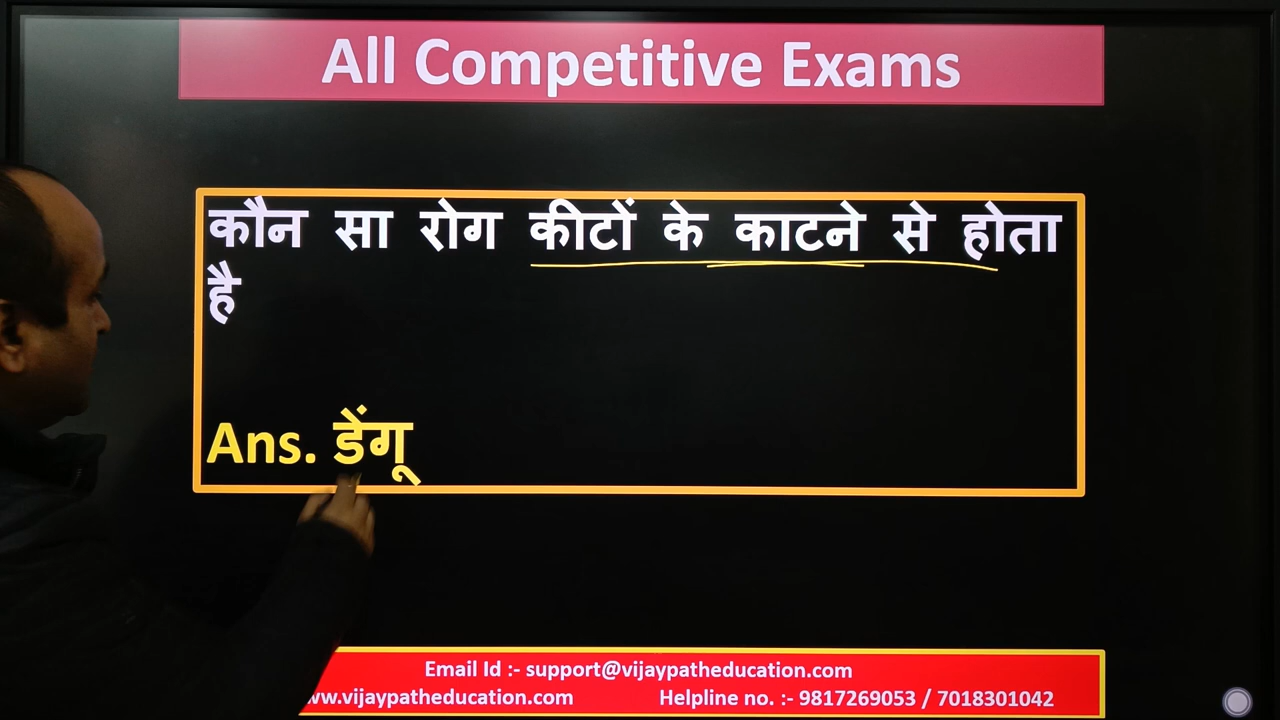 All Competitive Exams
कौन सा रोग कीटों के काटने से होता
है
Ans. डेंगू
Email Id :- support@vijaypatheducation.com
ww.vijaypatheducation.com Helpline no. :- 9817269053 / 7018301042